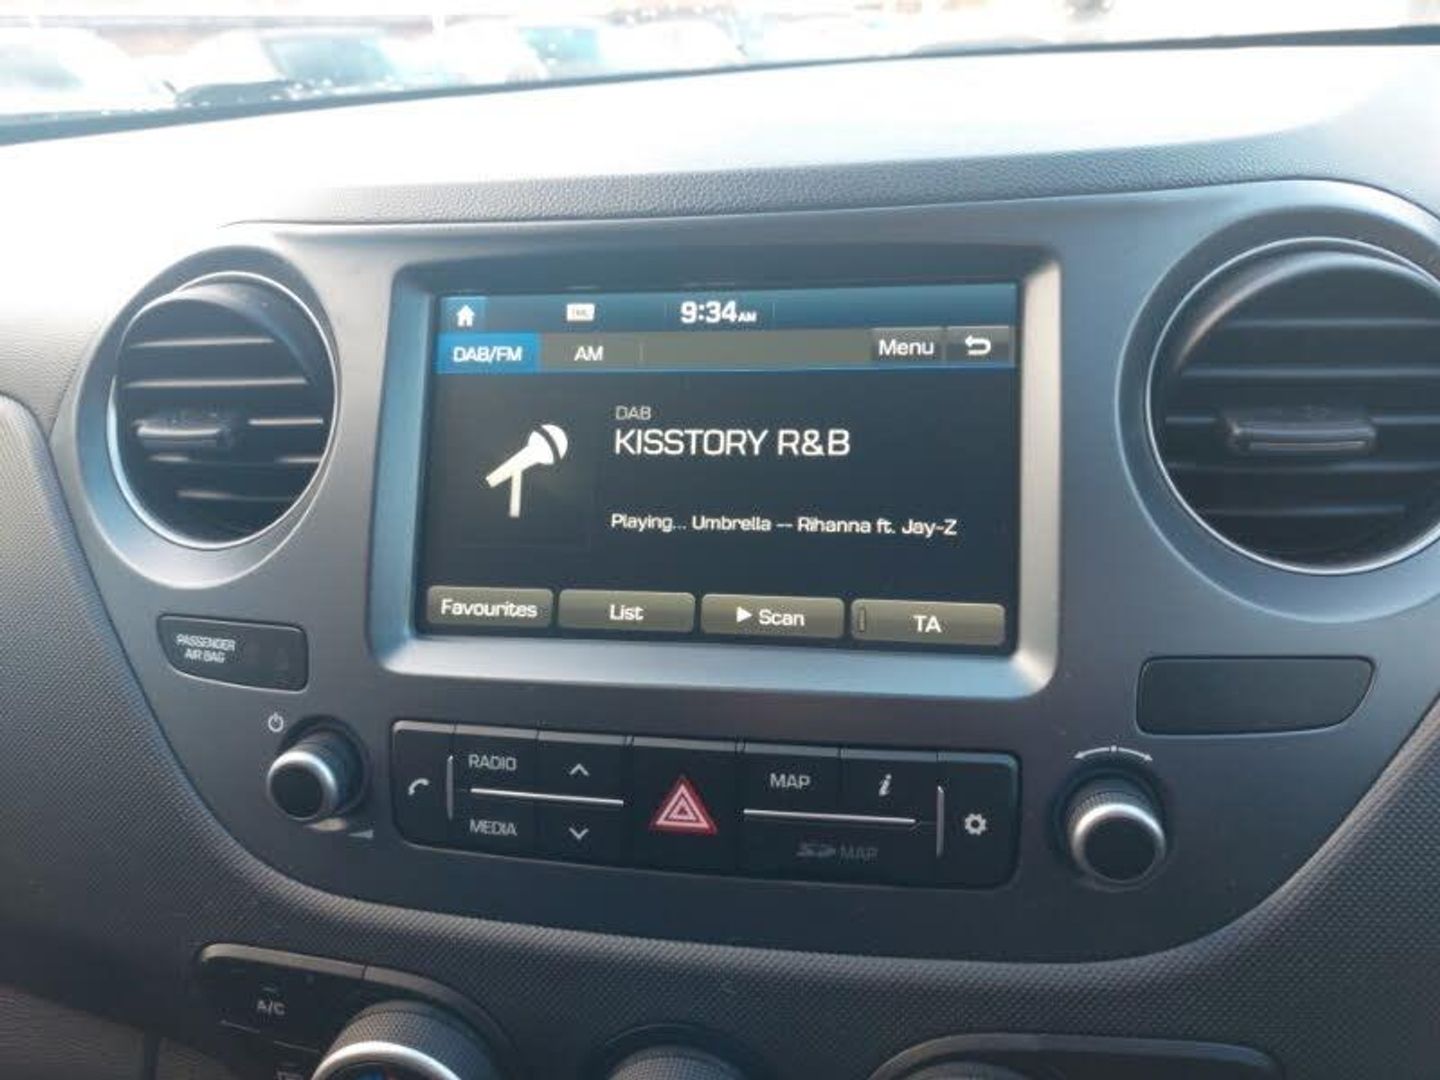 9:34AM
DAB/FM AM Menu
DAB
KISSTORY R&B
Playing... Umbrella -- Rihanna ft. Jay-Z
Favourites List Scan TA
PASSENGER
AIR BAG
RADIO MAP i
MEDIA MAP
A/C